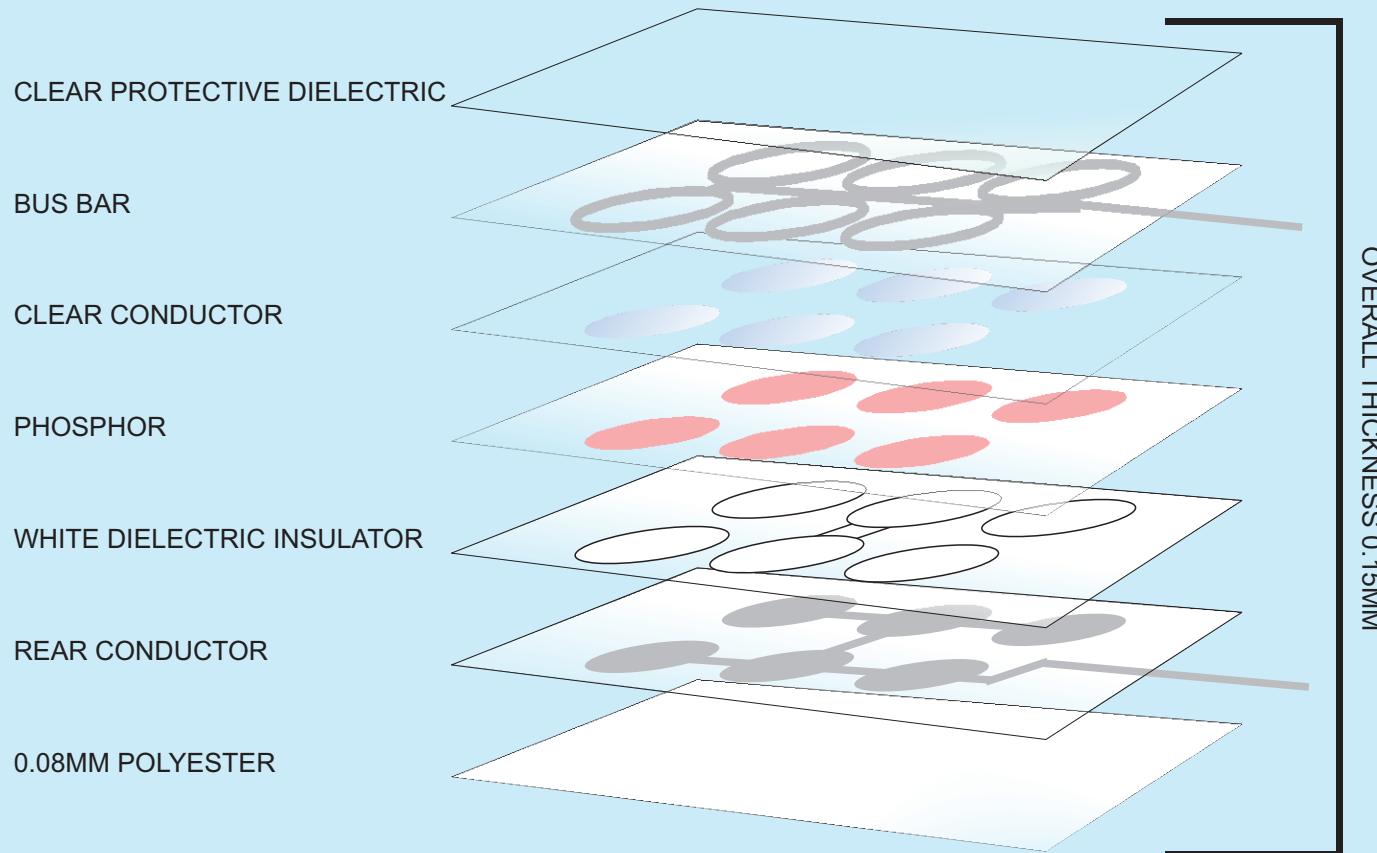 CLEAR PROTECTIVE DIELECTRIC
BUS BAR
CLEAR CONDUCTOR
PHOSPHOR
WHITE DIELECTRIC INSULATOR
REAR CONDUCTOR
0.08MM POLYESTER
OVERALL THICKNESS 0.15MM